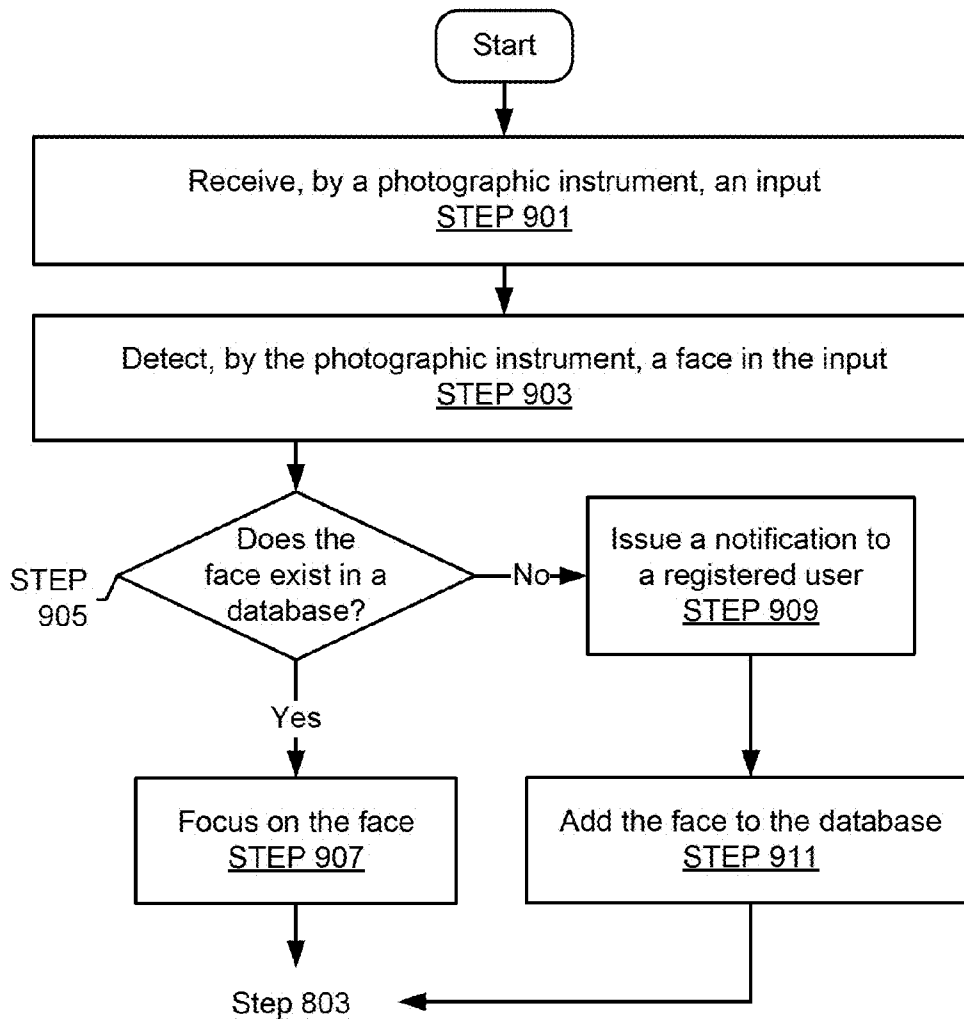 Start
Receive, by a photographic instrument, an input
STEP 901
Detect, by the photographic instrument, a face in the input
STEP 903
Does the
face exist in a
database?
STEP
905
No
Issue a notification to
a registered user
STEP 909
Yes
Focus on the face
STEP 907
Add the face to the database
STEP 911
Step 803